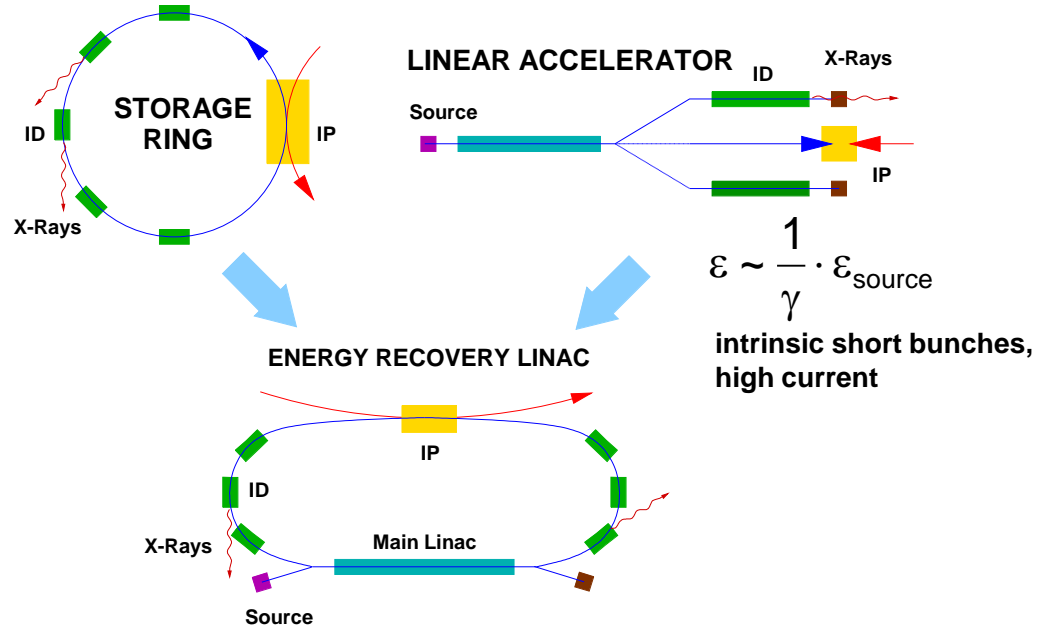 STORAGE
RING
ID
IP
X-Rays
LINEAR ACCELERATOR
ID
X-Rays
Source
IP
ε ~ 1/γ · ε_source
intrinsic short bunches,
high current
ENERGY RECOVERY LINAC
IP
ID
X-Rays
Main Linac
Source